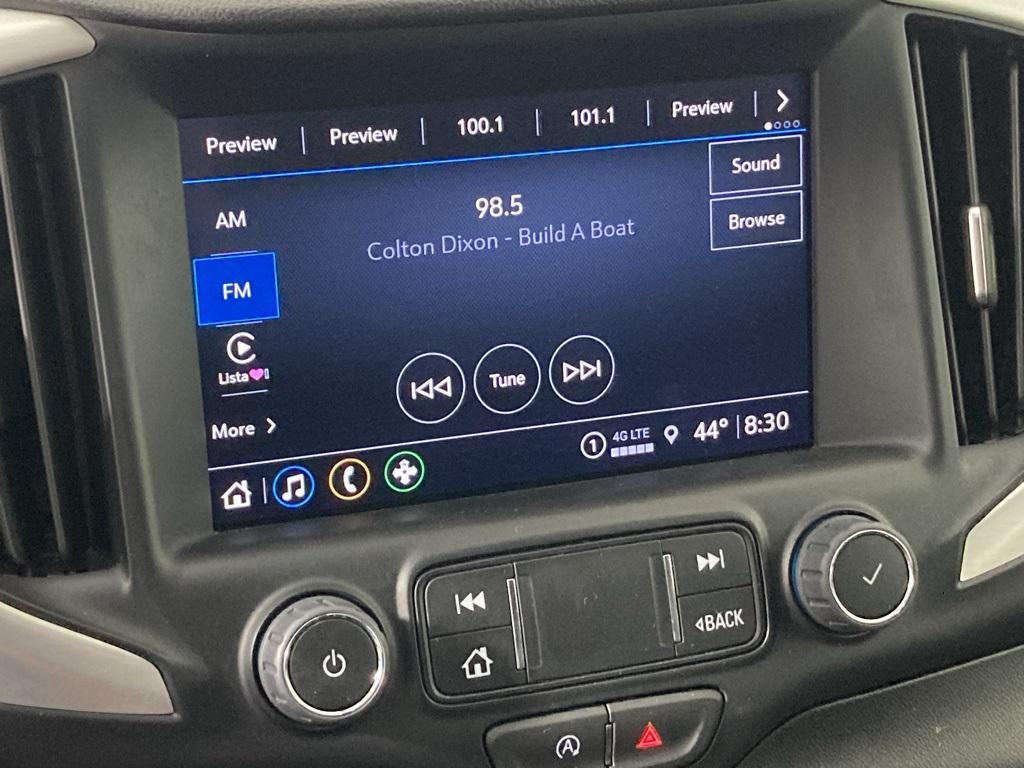 Preview | Preview | 100.1 | 101.1 | Preview
Sound
98.5
AM
Browse
Colton Dixon - Build A Boat
FM
Lista
Tune
More
1 4G LTE 44° | 8:30
BACK
A